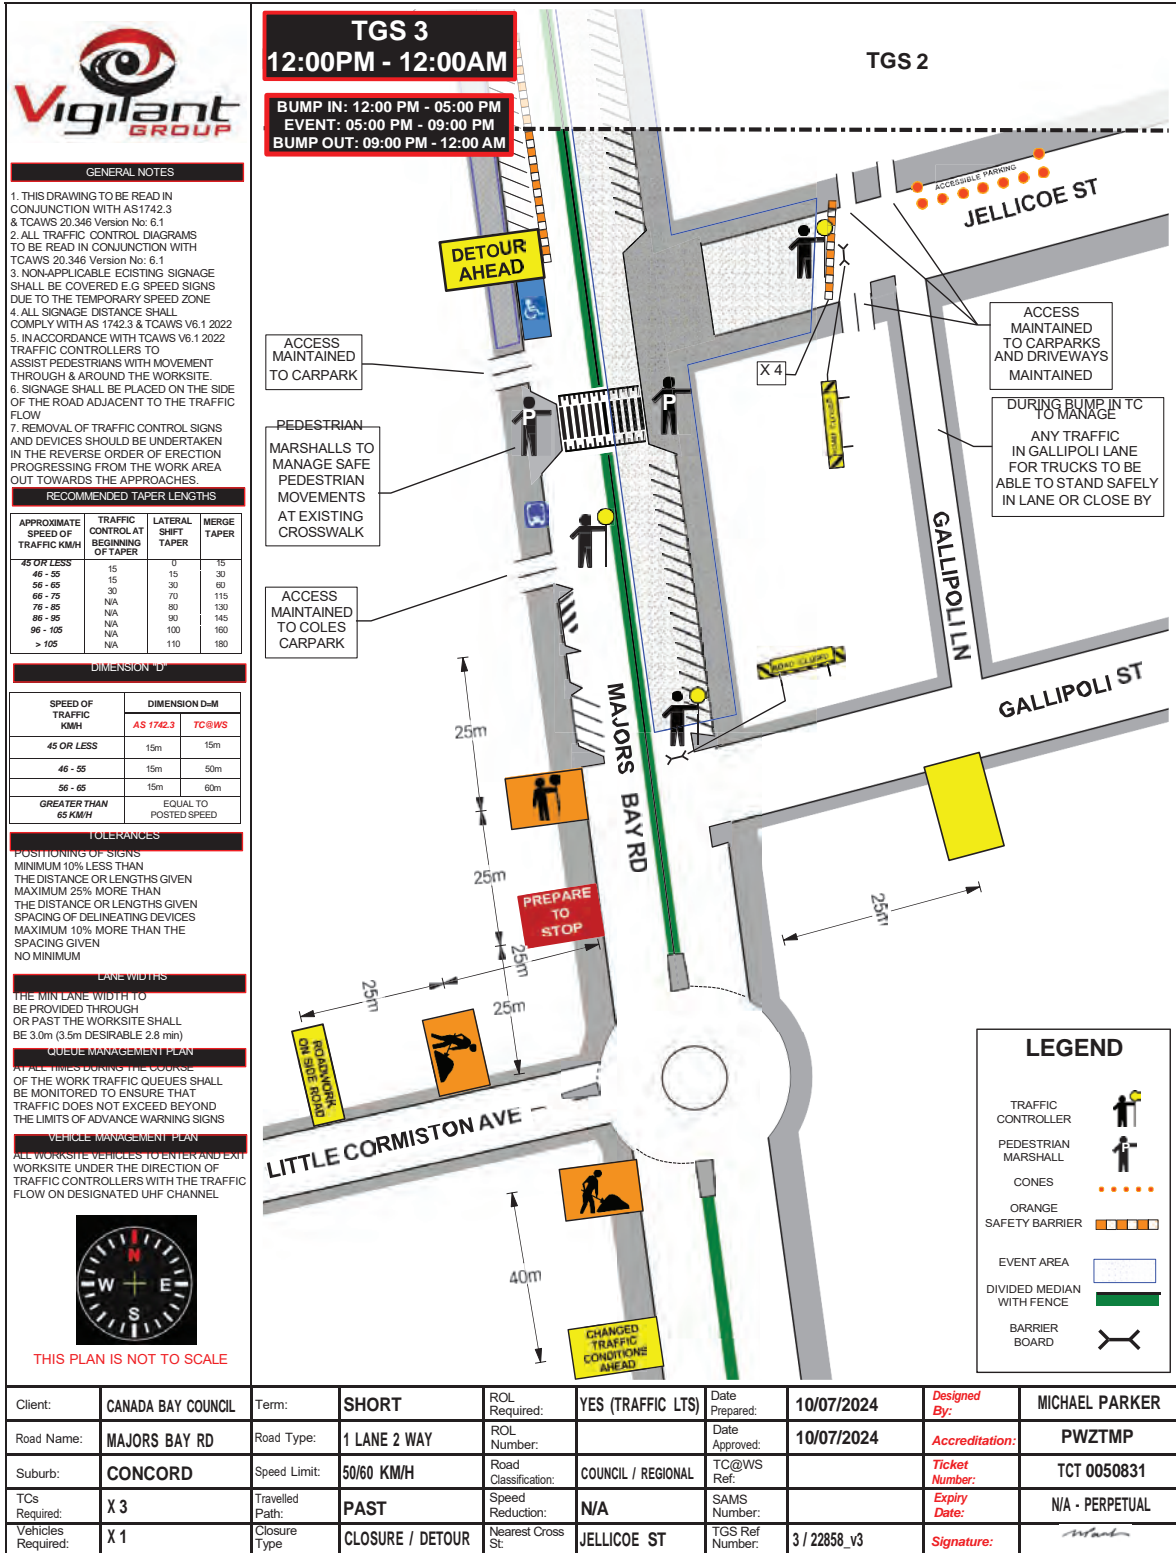 Vigilant
GROUP
GENERAL NOTES
1. THIS DRAWING TO BE READ IN
CONJUNCTION WITH AS1742.3
& TCAWS 20.346 Version No: 6.1
2. ALL TRAFFIC CONTROL DIAGRAMS
TO BE READ IN CONJUNCTION WITH
TCAWS 20.346 Version No: 6.1
3. NON-APPLICABLE ECISTING SIGNAGE
SHALL BE COVERED E.G SPEED SIGNS
DUE TO THE TEMPORARY SPEED ZONE
4. ALL SIGNAGE DISTANCE SHALL
COMPLY WITH AS 1742.3 & TCAWS V6.1 2022
5. IN ACCORDANCE WITH TCAWS V6.1 2022
TRAFFIC CONTROLLERS TO
ASSIST PEDESTRIANS WITH MOVEMENT
THROUGH & AROUND THE WORKSITE.
6. SIGNAGE SHALL BE PLACED ON THE SIDE
OF THE ROAD ADJACENT TO THE TRAFFIC
FLOW
7. REMOVAL OF TRAFFIC CONTROL SIGNS
AND DEVICES SHOULD BE UNDERTAKEN
IN THE REVERSE ORDER OF ERECTION
PROGRESSING FROM THE WORK AREA
OUT TOWARDS THE APPROACHES.
RECOMMENDED TAPER LENGTHS
APPROXIMATE SPEED OF TRAFFIC KM/H | TRAFFIC CONTROL AT BEGINNING OF TAPER | LATERAL SHIFT TAPER | MERGE TAPER
45 OR LESS 15 0 15
46 - 55 15 15 30
56 - 65 30 30 60
66 - 75 N/A 70 115
76 - 85 N/A 80 130
86 - 95 N/A 90 145
96 - 105 N/A 100 160
> 105 N/A 110 180
DIMENSION "D"
SPEED OF TRAFFIC KM/H | DIMENSION D=M
AS 1742.3 TC@WS
45 OR LESS 15m 15m
46 - 55 15m 50m
56 - 65 15m 60m
GREATER THAN 65 KM/H EQUAL TO POSTED SPEED
TOLERANCES
POSITIONING OF SIGNS
MINIMUM 10% LESS THAN
THE DISTANCE OR LENGTHS GIVEN
MAXIMUM 25% MORE THAN
THE DISTANCE OR LENGTHS GIVEN
SPACING OF DELINEATING DEVICES
MAXIMUM 10% MORE THAN THE
SPACING GIVEN
NO MINIMUM
LANE WIDTHS
THE MIN LANE WIDTH TO
BE PROVIDED THROUGH
OR PAST THE WORKSITE SHALL
BE 3.0m (3.5m DESIRABLE 2.8 min)
QUEUE MANAGEMENT PLAN
AT ALL TIMES DURING THE COURSE
OF THE WORK TRAFFIC QUEUES SHALL
BE MONITORED TO ENSURE THAT
TRAFFIC DOES NOT EXCEED BEYOND
THE LIMITS OF ADVANCE WARNING SIGNS
VEHICLE MANAGEMENT PLAN
ALL WORKSITE VEHICLES TO ENTER AND EXIT
WORKSITE UNDER THE DIRECTION OF
TRAFFIC CONTROLLERS WITH THE TRAFFIC
FLOW ON DESIGNATED UHF CHANNEL
N
W E
S
THIS PLAN IS NOT TO SCALE
TGS 3
12:00PM - 12:00AM
BUMP IN: 12:00 PM - 05:00 PM
EVENT: 05:00 PM - 09:00 PM
BUMP OUT: 09:00 PM - 12:00 AM
TGS 2
ACCESSIBLE PARKING
JELLICOE ST
DETOUR
AHEAD
ACCESS
MAINTAINED
TO CARPARK
ACCESS
MAINTAINED
TO CARPARKS
AND DRIVEWAYS
MAINTAINED
X 4
P
P
ROAD CLOSED
PEDESTRIAN
MARSHALLS TO
MANAGE SAFE
PEDESTRIAN
MOVEMENTS
AT EXISTING
CROSSWALK
DURING BUMP IN TC
TO MANAGE
ANY TRAFFIC
IN GALLIPOLI LANE
FOR TRUCKS TO BE
ABLE TO STAND SAFELY
IN LANE OR CLOSE BY
GALLIPOLI LN
ACCESS
MAINTAINED
TO COLES
CARPARK
ROAD CLOSED
GALLIPOLI ST
MAJORS BAY RD
25m
25m
PREPARE
TO
STOP
25m
25m
25m
25m
ROADWORK
ON SIDE ROAD
LITTLE CORMISTON AVE
40m
CHANGED
TRAFFIC
CONDITIONS
AHEAD
LEGEND
TRAFFIC
CONTROLLER
PEDESTRIAN
MARSHALL
P
CONES
ORANGE
SAFETY BARRIER
EVENT AREA
DIVIDED MEDIAN
WITH FENCE
BARRIER
BOARD
Client: CANADA BAY COUNCIL Term: SHORT ROL Required: YES (TRAFFIC LTS) Date Prepared: 10/07/2024 Designed By: MICHAEL PARKER
Road Name: MAJORS BAY RD Road Type: 1 LANE 2 WAY ROL Number: Date Approved: 10/07/2024 Accreditation: PWZTMP
Suburb: CONCORD Speed Limit: 50/60 KM/H Road Classification: COUNCIL / REGIONAL TC@WS Ref: Ticket Number: TCT 0050831
TCs Required: X 3 Travelled Path: PAST Speed Reduction: N/A SAMS Number: Expiry Date: N/A - PERPETUAL
Vehicles Required: X 1 Closure Type CLOSURE / DETOUR Nearest Cross St: JELLICOE ST TGS Ref Number: 3 / 22858_v3 Signature: